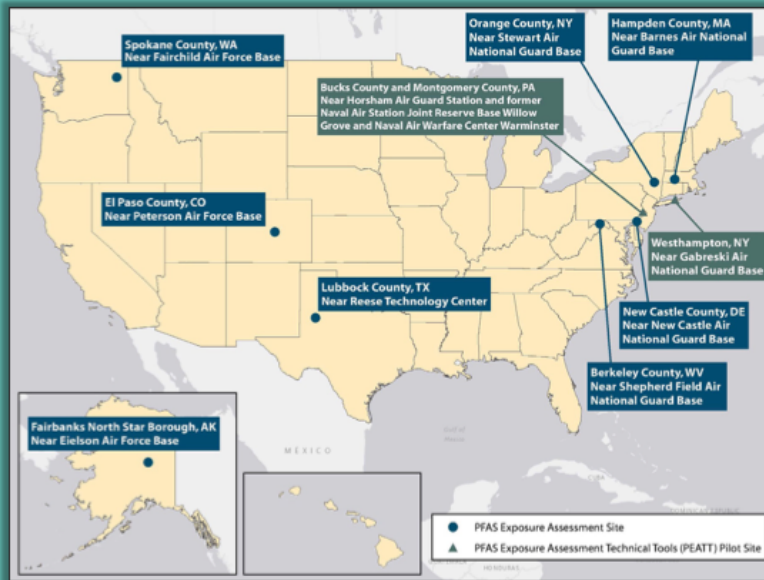 Spokane County, WA
Near Fairchild Air Force Base
Orange County, NY
Near Stewart Air
National Guard Base
Hampden County, MA
Near Barnes Air National
Guard Base
Bucks County and Montgomery County, PA
Near Horsham Air Guard Station and former
Naval Air Station Joint Reserve Base Willow
Grove and Naval Air Warfare Center Warminster
El Paso County, CO
Near Peterson Air Force Base
Westhampton, NY
Near Gabreski Air
National Guard Base
Lubbock County, TX
Near Reese Technology Center
New Castle County, DE
Near New Castle Air
National Guard Base
Berkeley County, WV
Near Shepherd Field Air
National Guard Base
Fairbanks North Star Borough, AK
Near Eielson Air Force Base
Gulf of
Mexico
MÉXICO
CUBA
HONDURAS
PFAS Exposure Assessment Site
PFAS Exposure Assessment Technical Tools (PEATT) Pilot Site